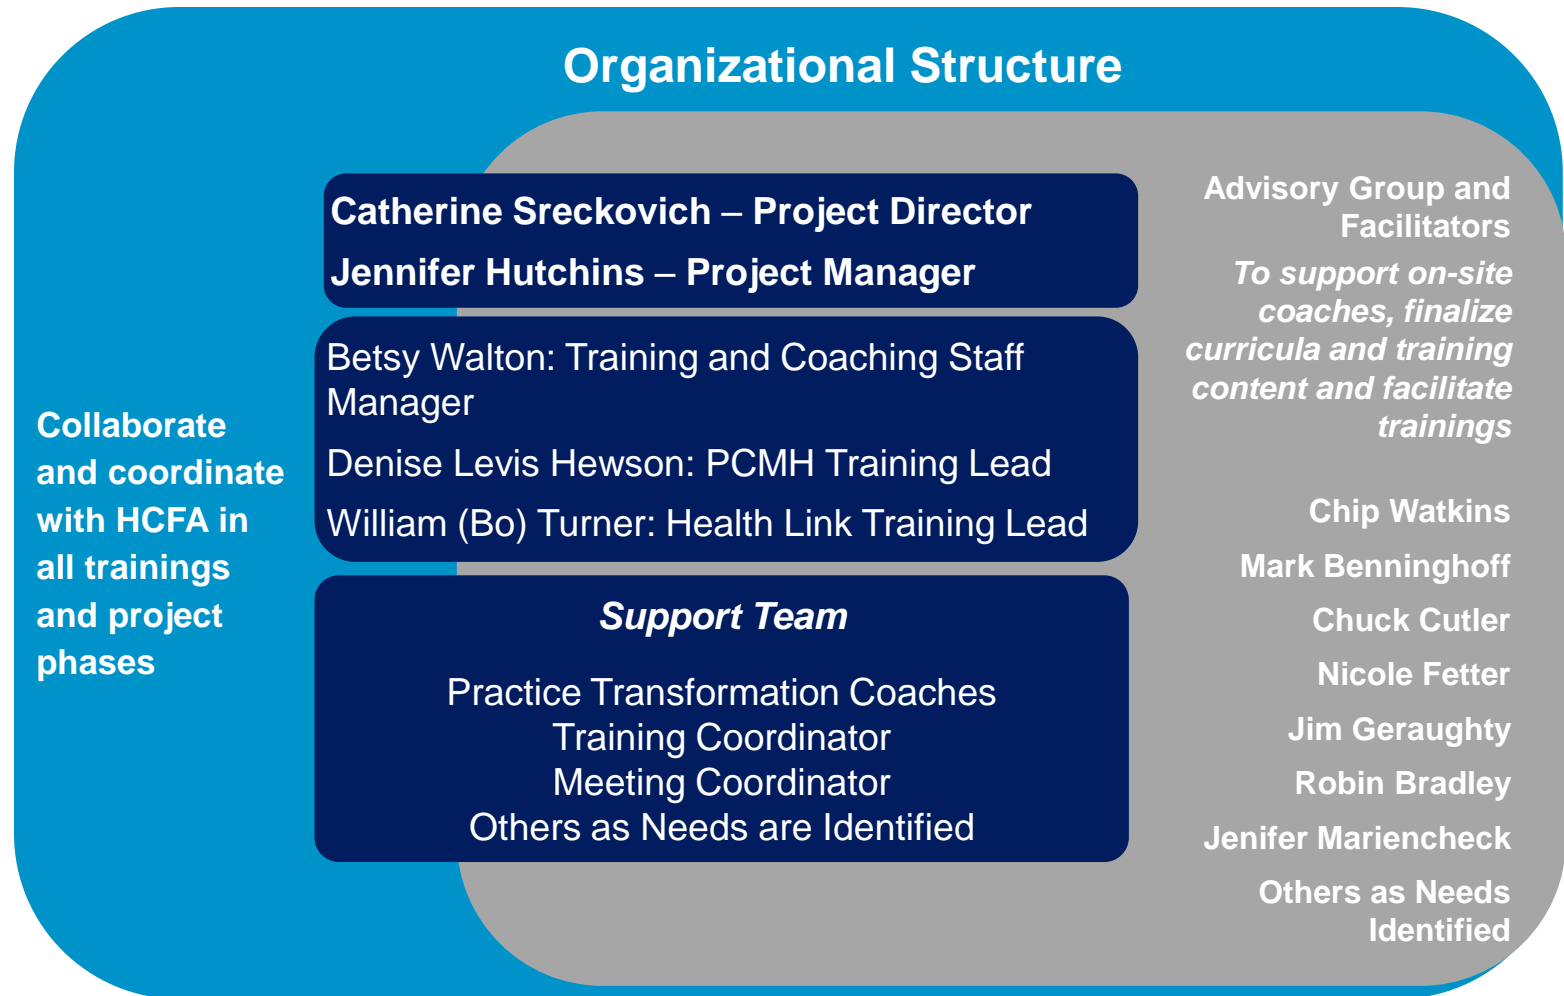 Organizational Structure
Collaborate
and coordinate
with HCFA in
all trainings
and project
phases
Catherine Sreckovich – Project Director
Jennifer Hutchins – Project Manager
Betsy Walton: Training and Coaching Staff
Manager
Denise Levis Hewson: PCMH Training Lead
William (Bo) Turner: Health Link Training Lead
Support Team
Practice Transformation Coaches
Training Coordinator
Meeting Coordinator
Others as Needs are Identified
Advisory Group and
Facilitators
To support on-site
coaches, finalize
curricula and training
content and facilitate
trainings
Chip Watkins
Mark Benninghoff
Chuck Cutler
Nicole Fetter
Jim Geraughty
Robin Bradley
Jenifer Mariencheck
Others as Needs
Identified